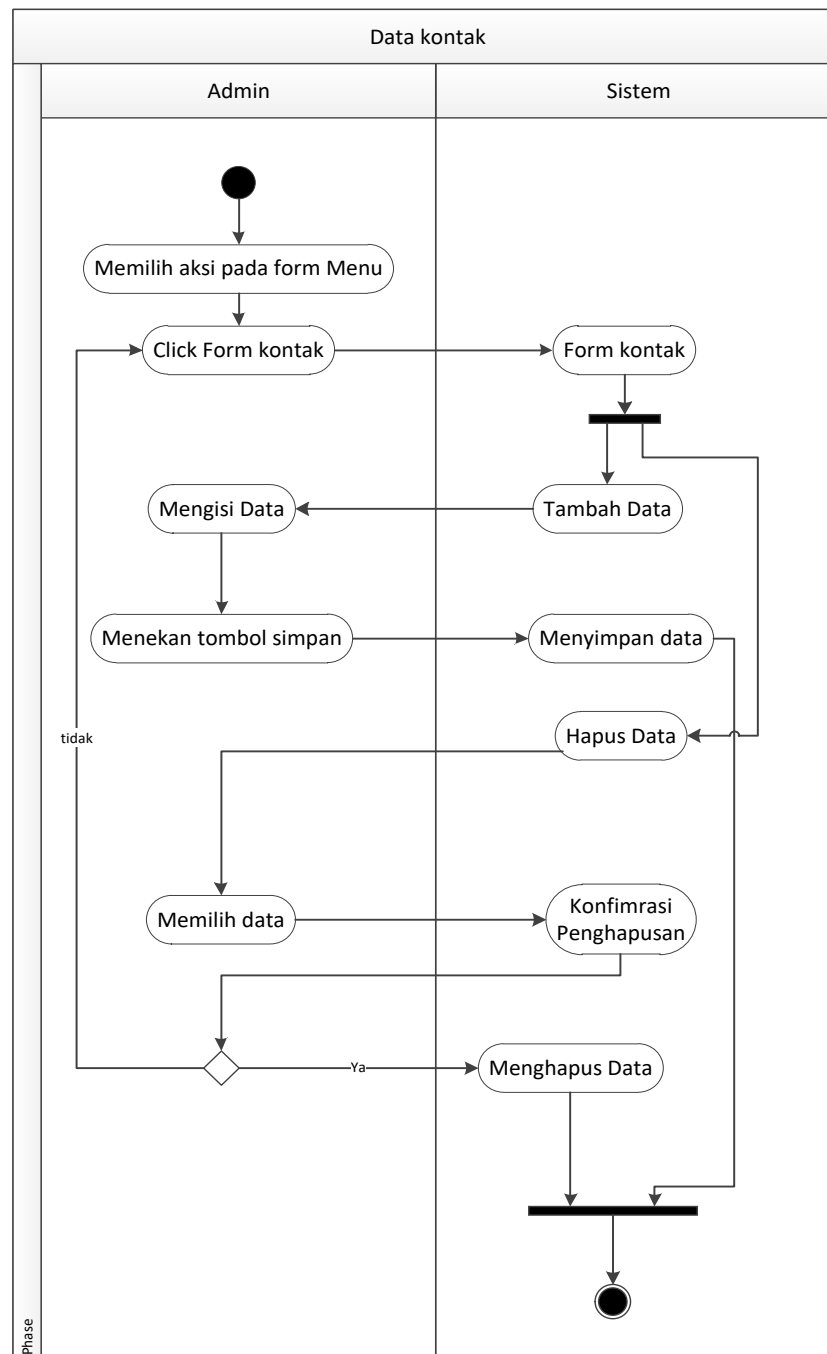 Data kontak
Admin
Sistem
Memilih aksi pada form Menu
Click Form kontak
Form kontak
Mengisi Data
Tambah Data
Menekan tombol simpan
Menyimpan data
tidak
Hapus Data
Memilih data
Konfimrasi
Penghapusan
Ya
Menghapus Data
Phase